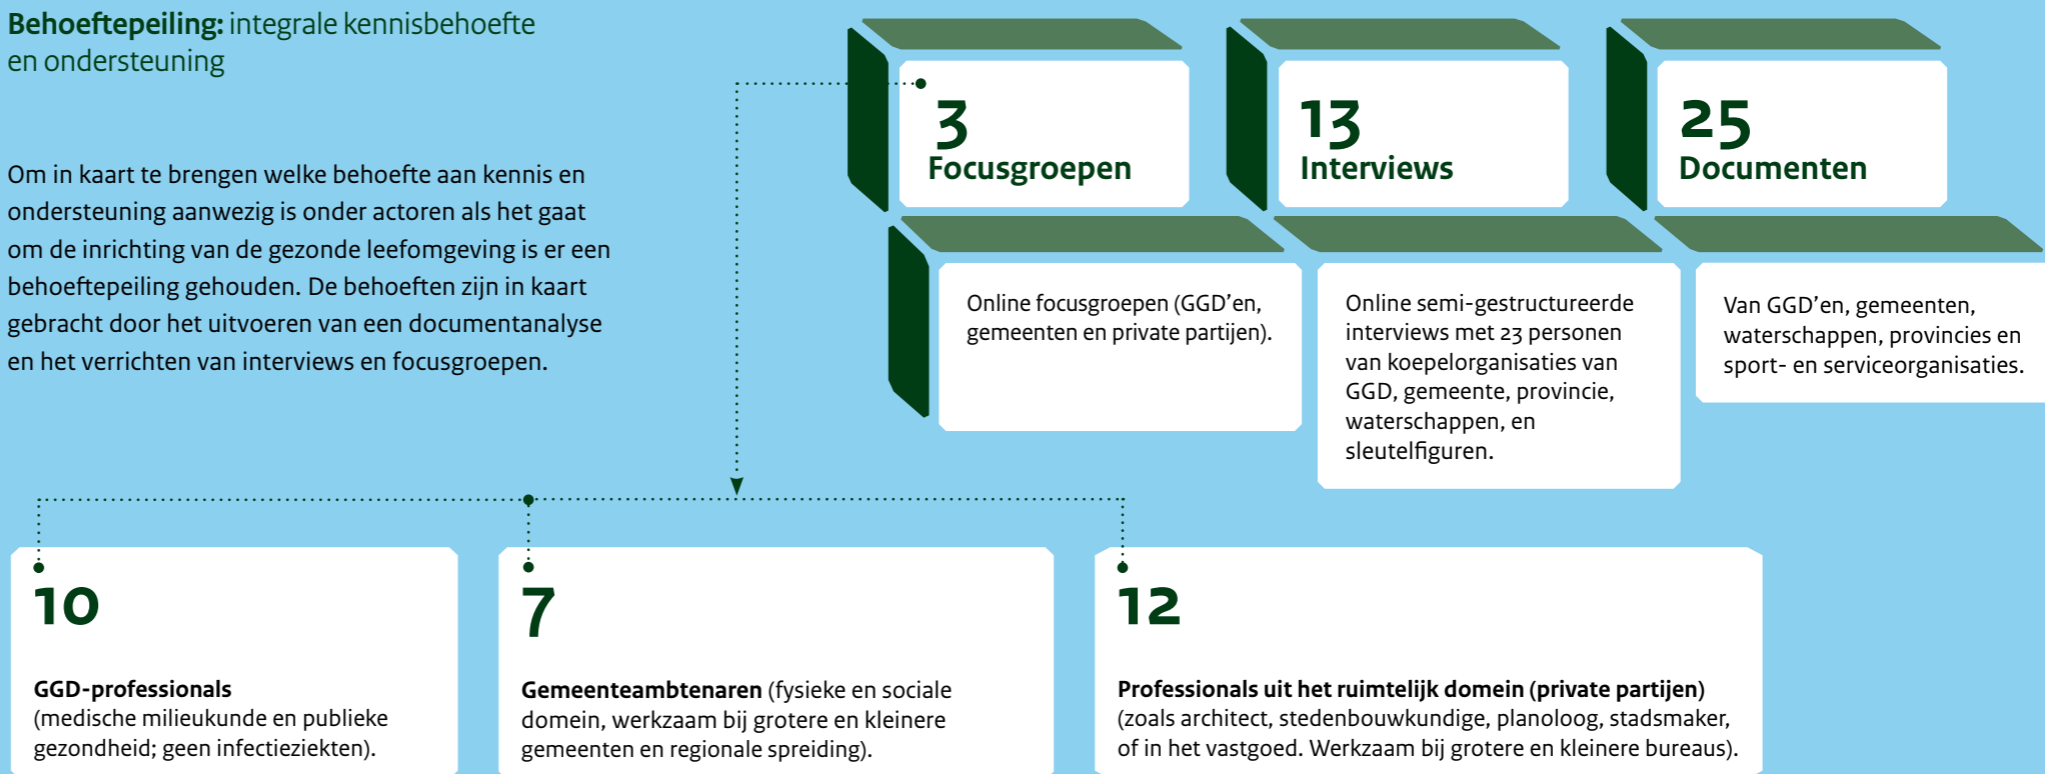 Behoeftepeiling: integrale kennisbehoefte
en ondersteuning
Om in kaart te brengen welke behoefte aan kennis en
ondersteuning aanwezig is onder actoren als het gaat
om de inrichting van de gezonde leefomgeving is er een
behoeftepeiling gehouden. De behoeften zijn in kaart
gebracht door het uitvoeren van een documentanalyse
en het verrichten van interviews en focusgroepen.
3
Focusgroepen
Online focusgroepen (GGD’en,
gemeenten en private partijen).
13
Interviews
Online semi-gestructureerde
interviews met 23 personen
van koepelorganisaties van
GGD, gemeente, provincie,
waterschappen, en
sleutelfiguren.
25
Documenten
Van GGD’en, gemeenten,
waterschappen, provincies en
sport- en serviceorganisaties.
10
GGD-professionals
(medische milieukunde en publieke
gezondheid; geen infectieziekten).
7
Gemeenteambtenaren (fysieke en sociale
domein, werkzaam bij grotere en kleinere
gemeenten en regionale spreiding).
12
Professionals uit het ruimtelijk domein (private partijen)
(zoals architect, stedenbouwkundige, planoloog, stadsmaker,
of in het vastgoed. Werkzaam bij grotere en kleinere bureaus).